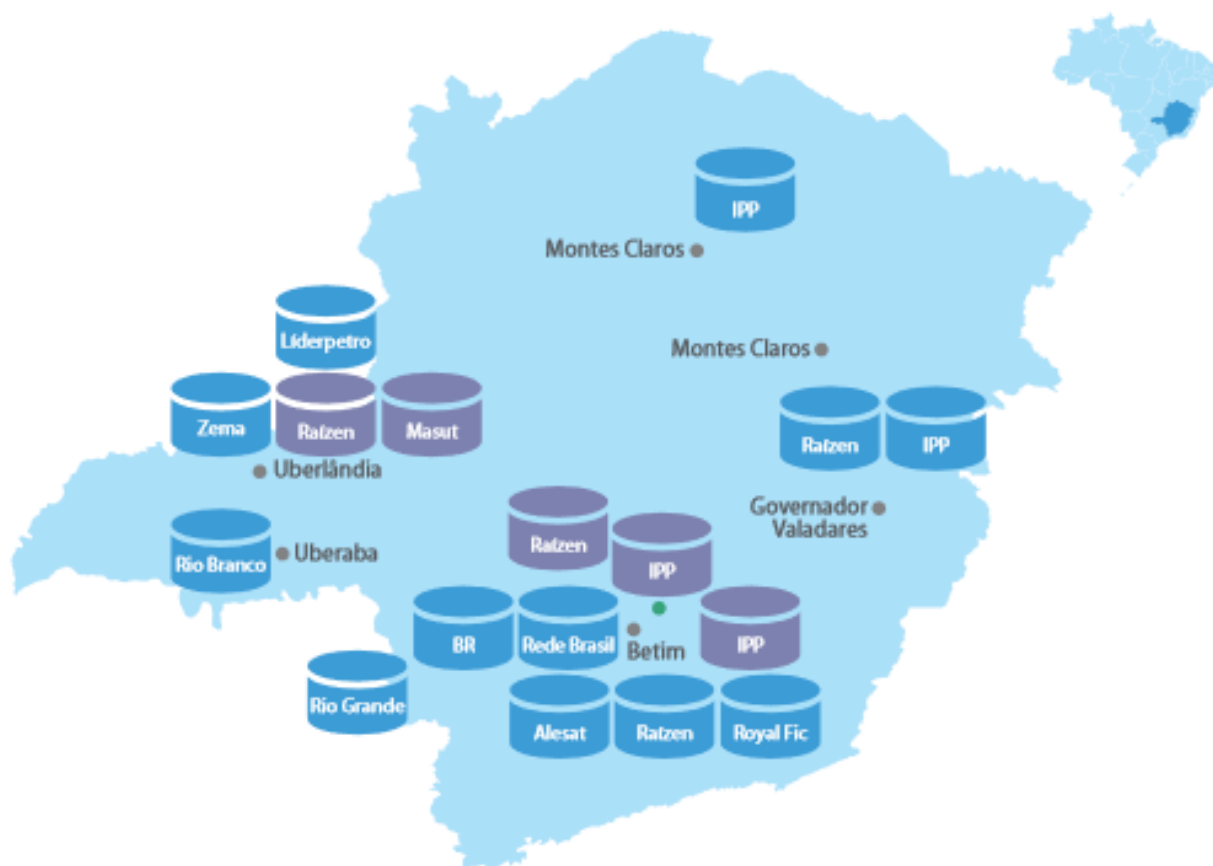 IPP
Montes Claros
Líderpetro
Montes Claros
Zema
Raízen
Masut
Raízen
IPP
Uberlândia
Governador
Valadares
Raízen
IPP
Rio Branco
Uberaba
BR
Rede Brasil
Betim
IPP
Rio Grande
Alesat
Raízen
Royal Fic